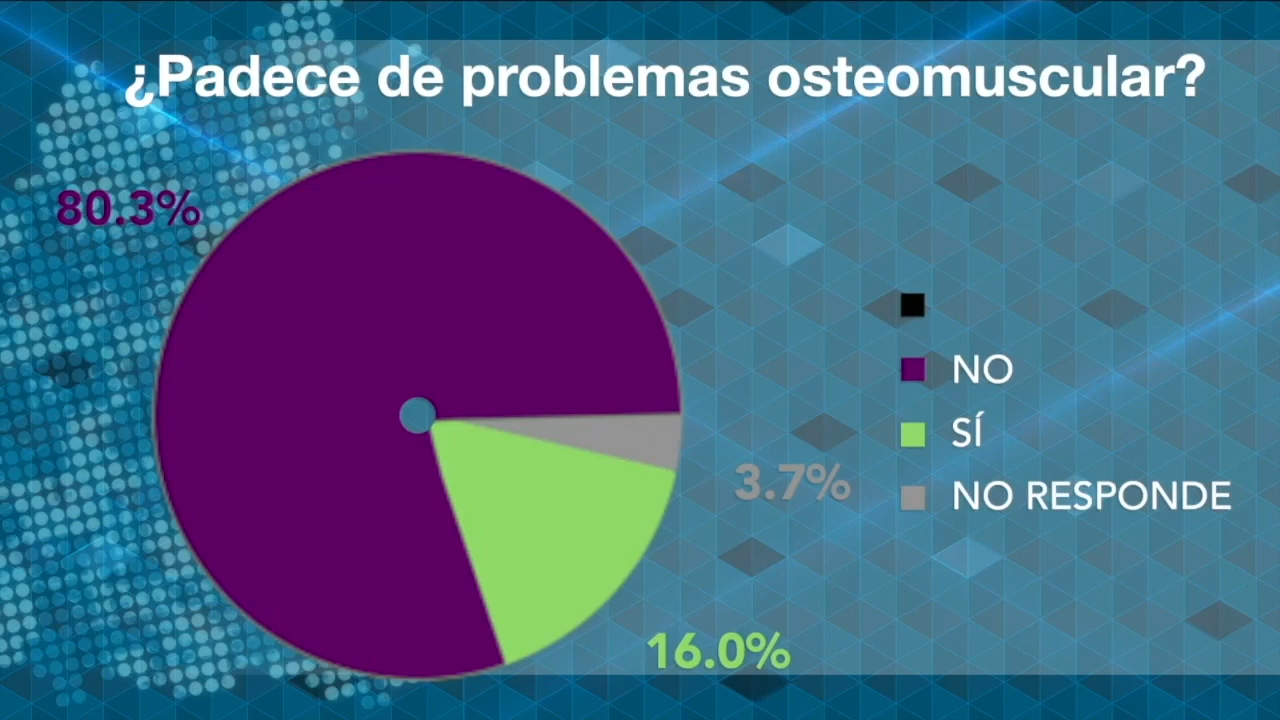 ¿Padece de problemas osteomuscular?
80.3%
NO
SÍ
3.7%
NO RESPONDE
16.0%